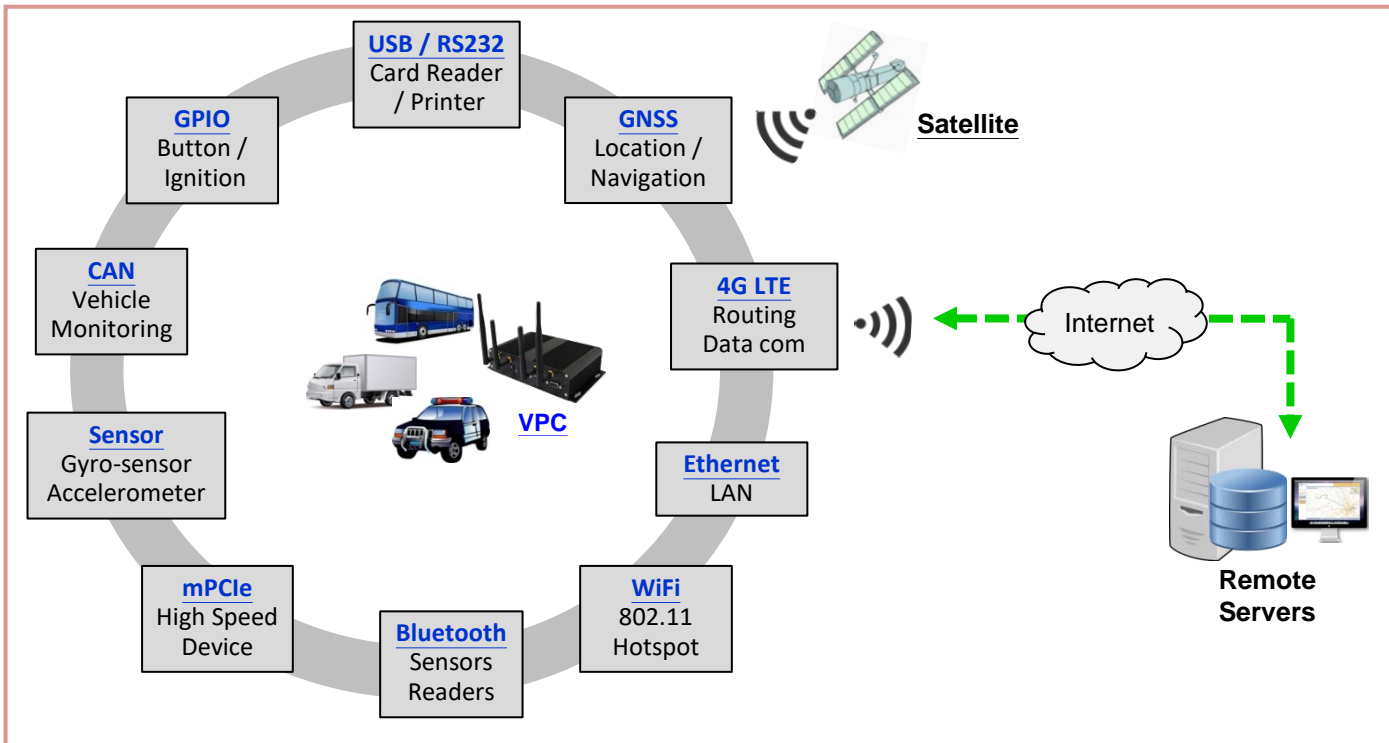 USB / RS232
Card Reader
/ Printer
GPIO
Button /
Ignition
GNSS
Location /
Navigation
Satellite
CAN
Vehicle
Monitoring
4G LTE
Routing
Data com
Internet
VPC
Sensor
Gyro-sensor
Accelerometer
Ethernet
LAN
mPCIe
High Speed
Device
Bluetooth
Sensors
Readers
WiFi
802.11
Hotspot
Remote
Servers